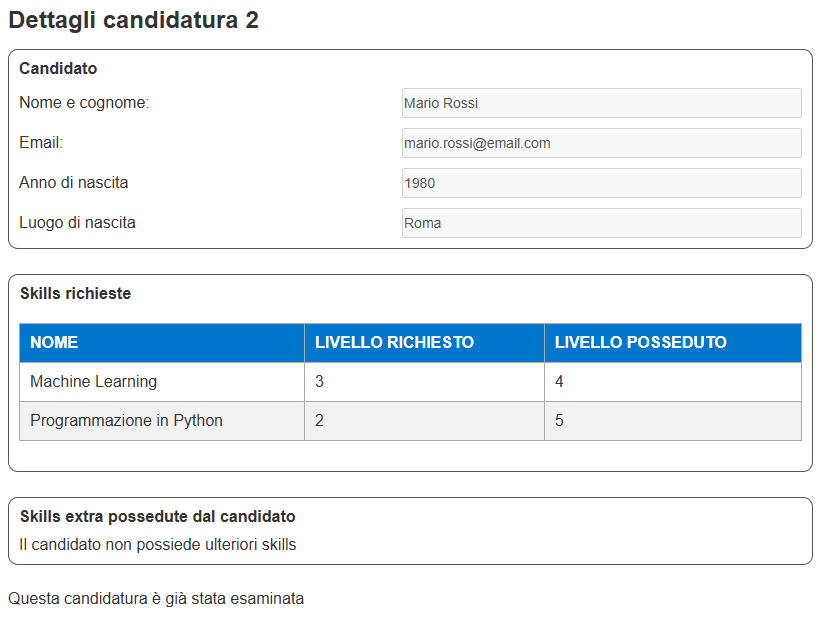 Dettagli candidatura 2
Candidato
Nome e cognome: Mario Rossi
Email: mario.rossi@email.com
Anno di nascita 1980
Luogo di nascita Roma
Skills richieste
NOME LIVELLO RICHIESTO LIVELLO POSSEDUTO
Machine Learning 3 4
Programmazione in Python 2 5
Skills extra possedute dal candidato
Il candidato non possiede ulteriori skills
Questa candidatura è già stata esaminata